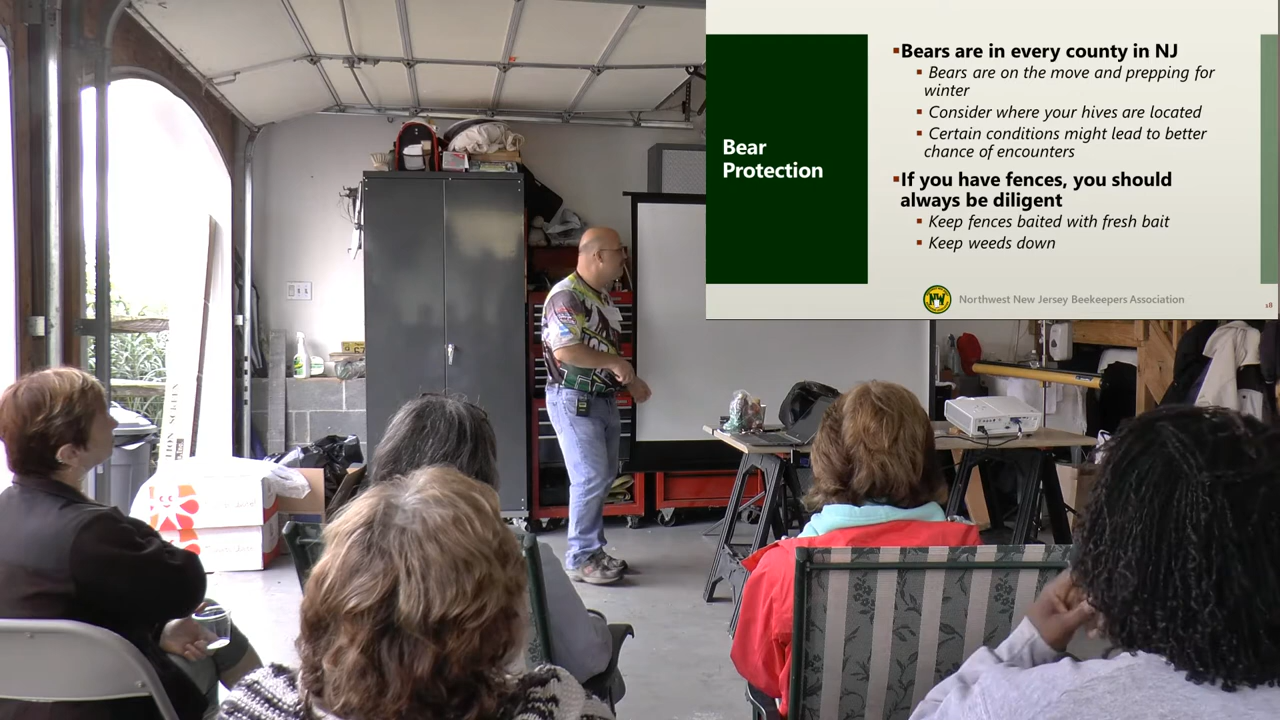 Bear
Protection
▪Bears are in every county in NJ
▪ Bears are on the move and prepping for
winter
▪ Consider where your hives are located
▪ Certain conditions might lead to better
chance of encounters
▪If you have fences, you should
always be diligent
▪ Keep fences baited with fresh bait
▪ Keep weeds down
NW
Northwest New Jersey Beekeepers Association
18